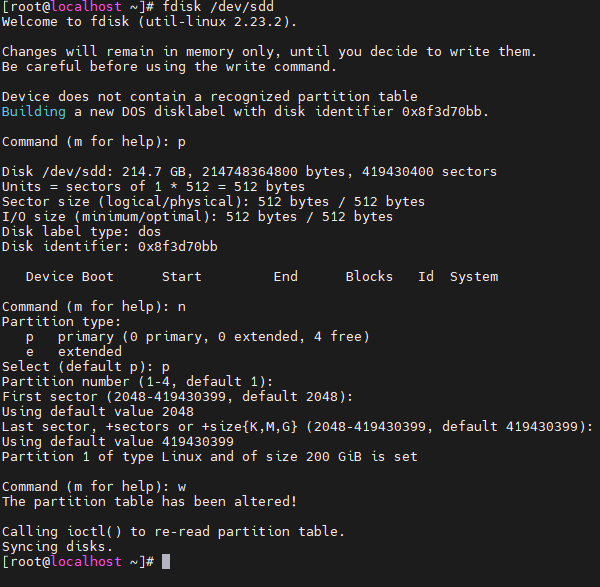 [root@localhost ~]# fdisk /dev/sdd
Welcome to fdisk (util-linux 2.23.2).
Changes will remain in memory only, until you decide to write them.
Be careful before using the write command.
Device does not contain a recognized partition table
Building a new DOS disklabel with disk identifier 0x8f3d70bb.
Command (m for help): p
Disk /dev/sdd: 214.7 GB, 214748364800 bytes, 419430400 sectors
Units = sectors of 1 * 512 = 512 bytes
Sector size (logical/physical): 512 bytes / 512 bytes
I/O size (minimum/optimal): 512 bytes / 512 bytes
Disk label type: dos
Disk identifier: 0x8f3d70bb
   Device Boot      Start         End      Blocks   Id  System
Command (m for help): n
Partition type:
   p   primary (0 primary, 0 extended, 4 free)
   e   extended
Select (default p): p
Partition number (1-4, default 1):
First sector (2048-419430399, default 2048):
Using default value 2048
Last sector, +sectors or +size{K,M,G} (2048-419430399, default 419430399):
Using default value 419430399
Partition 1 of type Linux and of size 200 GiB is set
Command (m for help): w
The partition table has been altered!
Calling ioctl() to re-read partition table.
Syncing disks.
[root@localhost ~]#